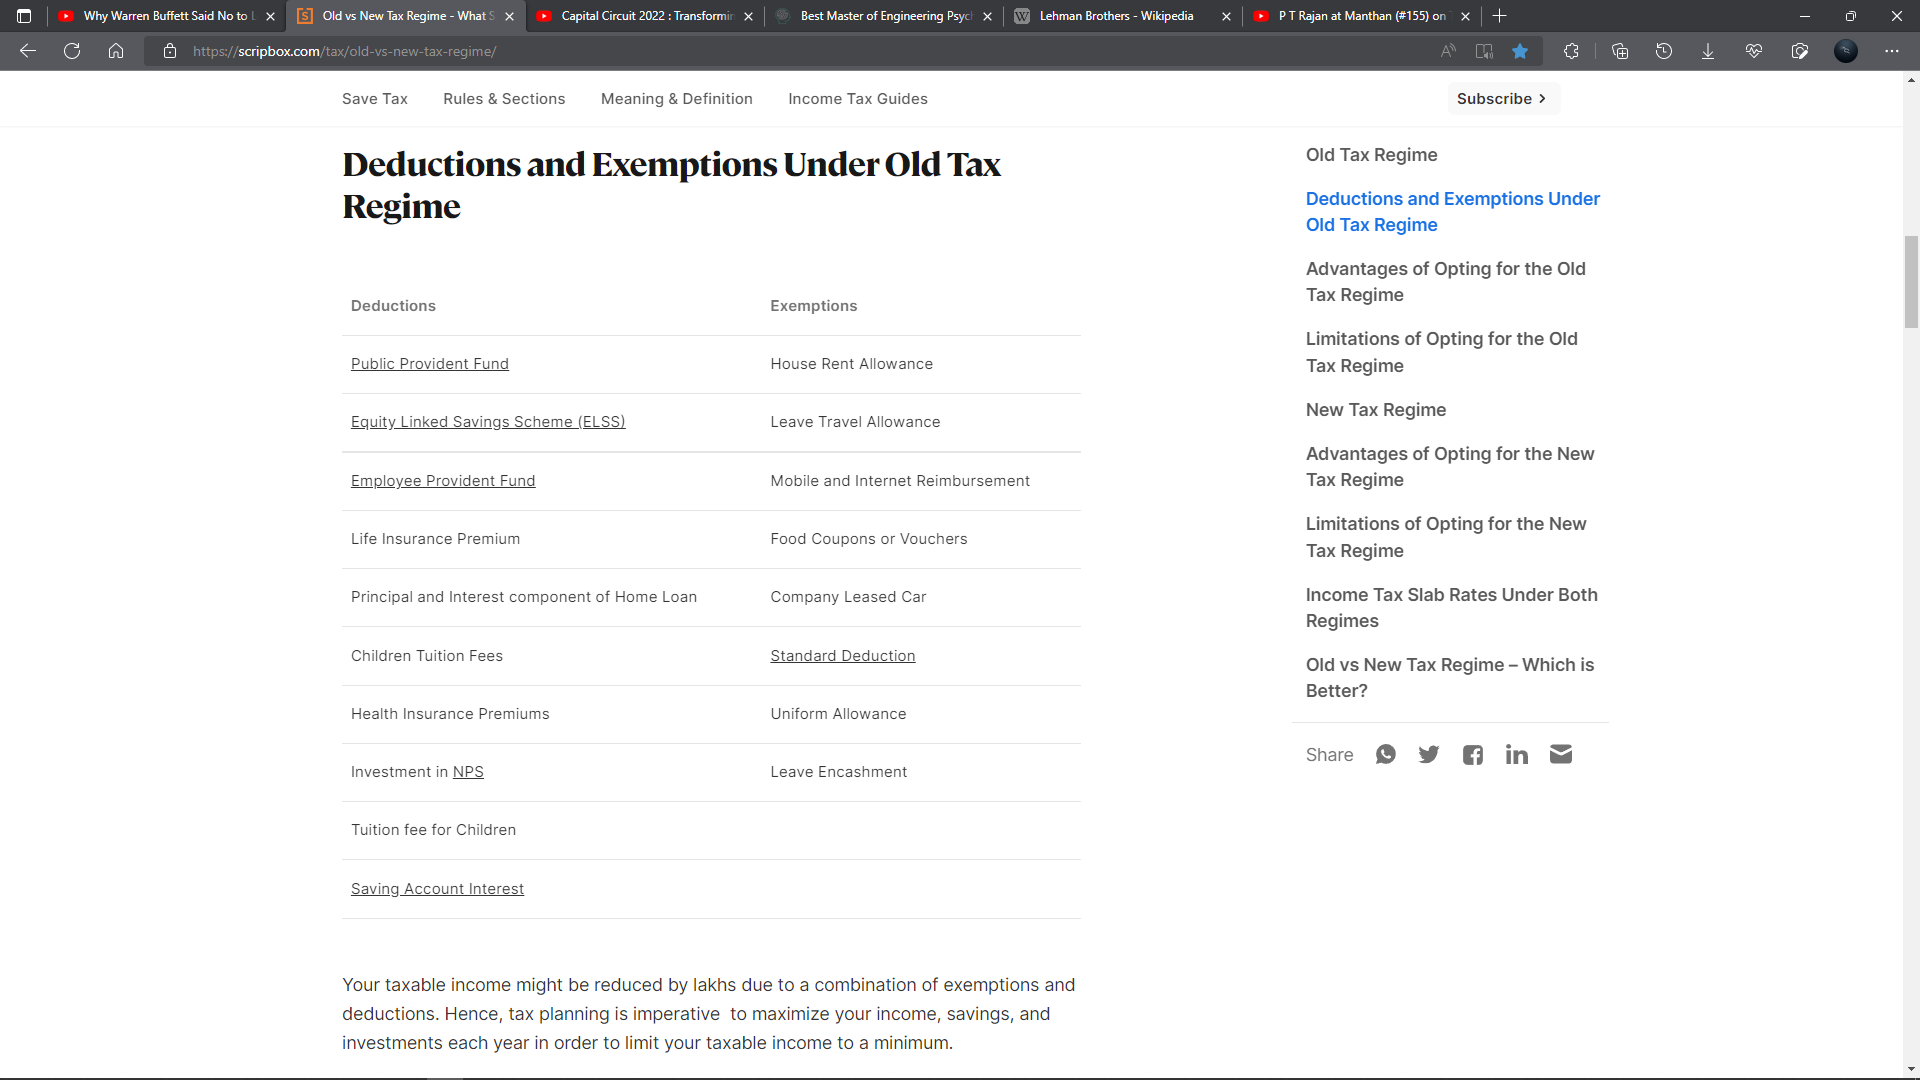 Why Warren Buffett Said No to L
Old vs New Tax Regime - What S
Capital Circuit 2022 : Transformin
Best Master of Engineering Psych
Lehman Brothers - Wikipedia
P T Rajan at Manthan (#155) on
https://scripbox.com/tax/old-vs-new-tax-regime/
Save Tax
Rules & Sections
Meaning & Definition
Income Tax Guides
Subscribe
Deductions and Exemptions Under Old Tax
Regime
Deductions Exemptions
Public Provident Fund House Rent Allowance
Equity Linked Savings Scheme (ELSS) Leave Travel Allowance
Employee Provident Fund Mobile and Internet Reimbursement
Life Insurance Premium Food Coupons or Vouchers
Principal and Interest component of Home Loan Company Leased Car
Children Tuition Fees Standard Deduction
Health Insurance Premiums Uniform Allowance
Investment in NPS Leave Encashment
Tuition fee for Children
Saving Account Interest
Your taxable income might be reduced by lakhs due to a combination of exemptions and
deductions. Hence, tax planning is imperative to maximize your income, savings, and
investments each year in order to limit your taxable income to a minimum.
Old Tax Regime
Deductions and Exemptions Under
Old Tax Regime
Advantages of Opting for the Old
Tax Regime
Limitations of Opting for the Old
Tax Regime
New Tax Regime
Advantages of Opting for the New
Tax Regime
Limitations of Opting for the New
Tax Regime
Income Tax Slab Rates Under Both
Regimes
Old vs New Tax Regime – Which is
Better?
Share